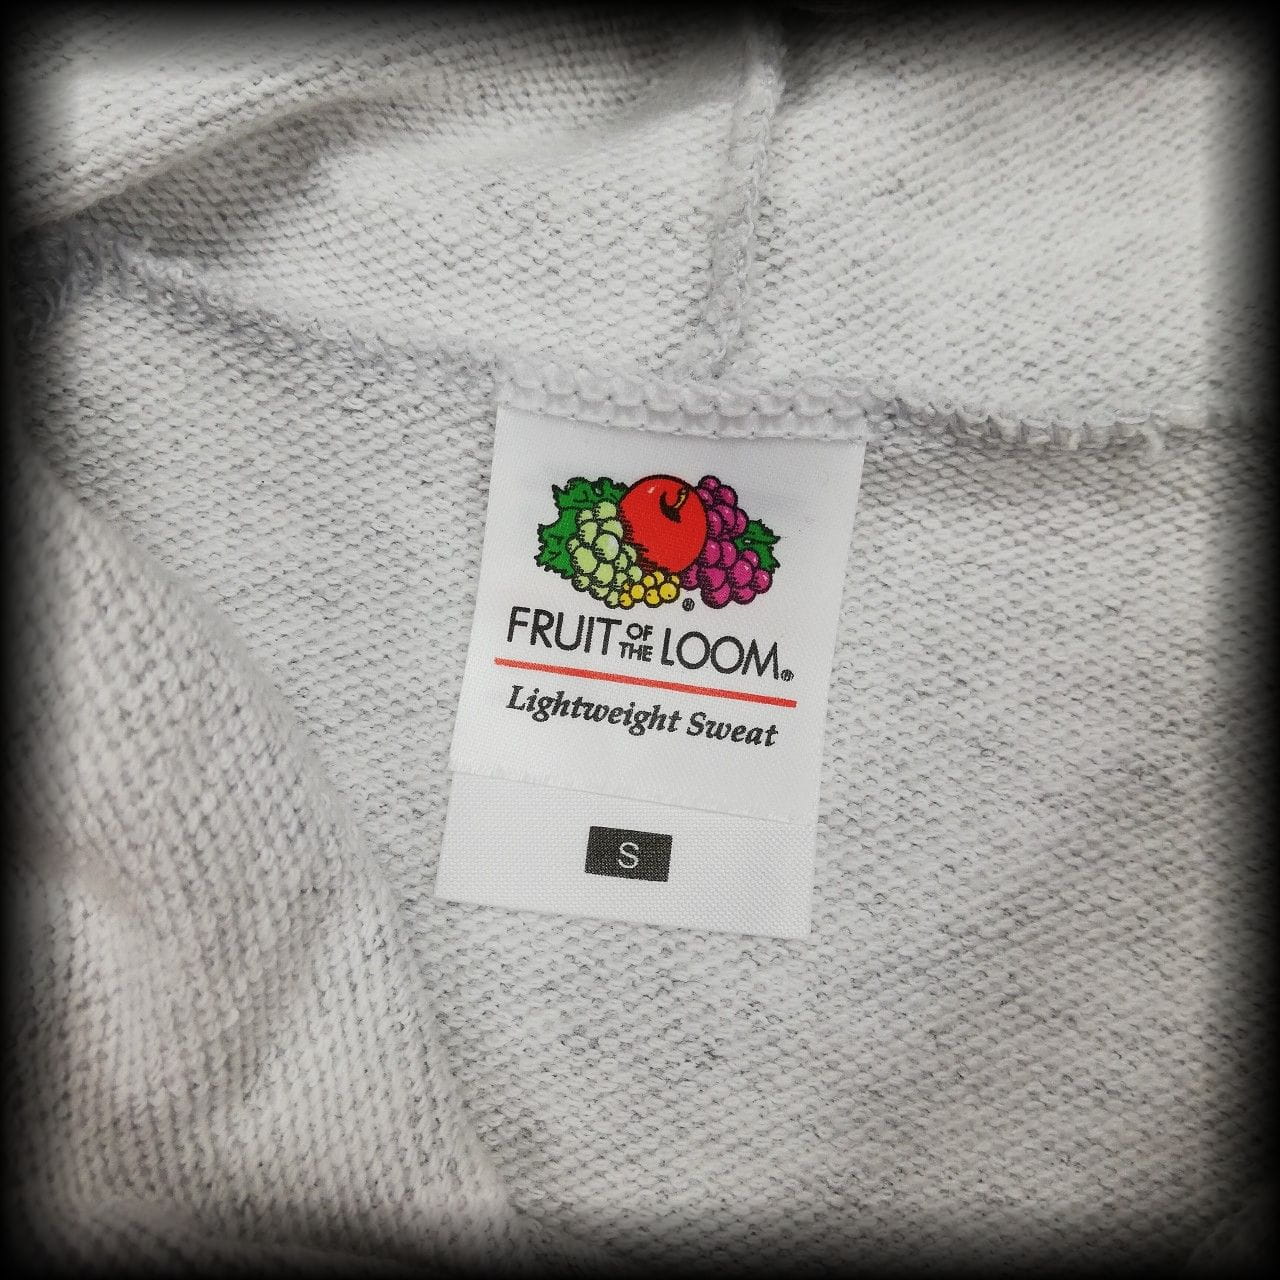 ®
FRUIT OF THE LOOM®
Lightweight Sweat
S